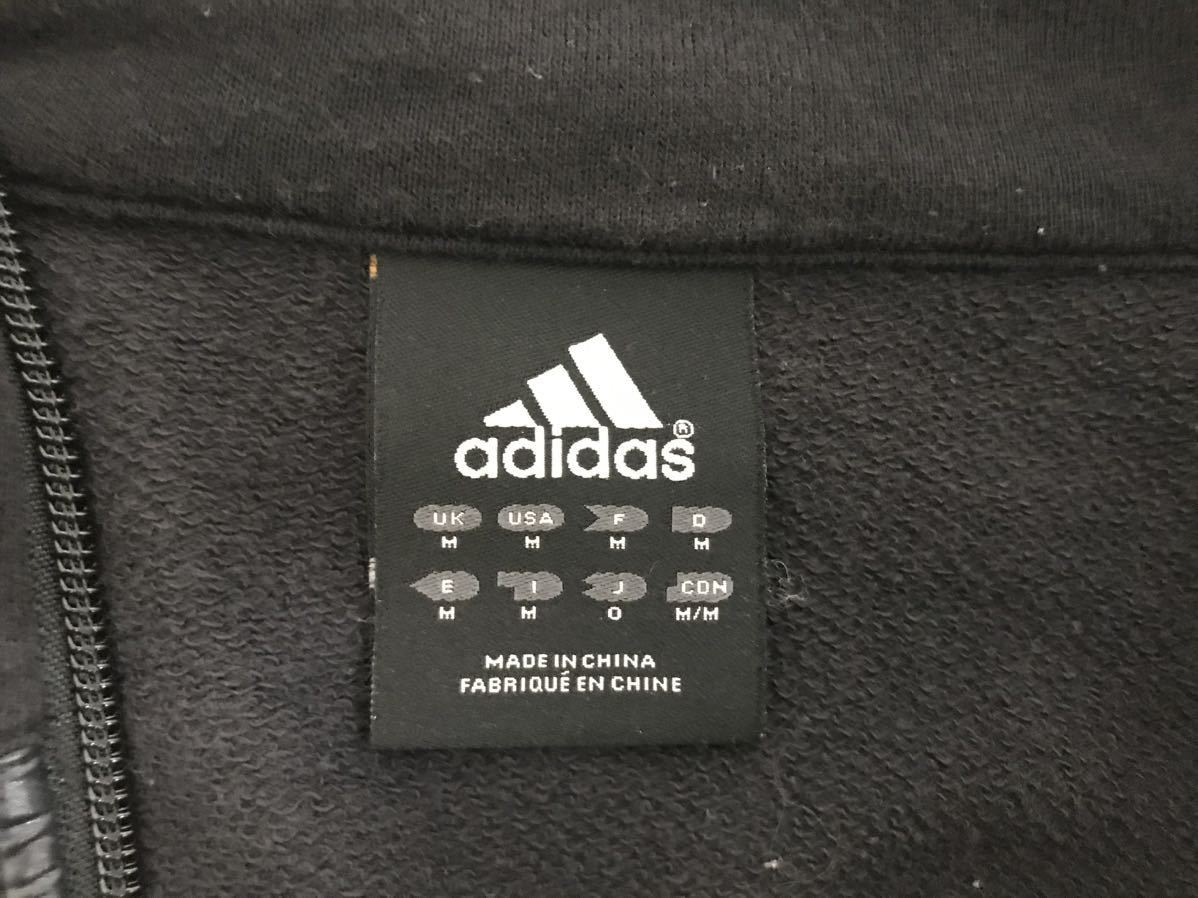 adidas®
UK USA F D
M M M M
E I J CDN
M M O M/M
MADE IN CHINA
FABRIQUÉ EN CHINE